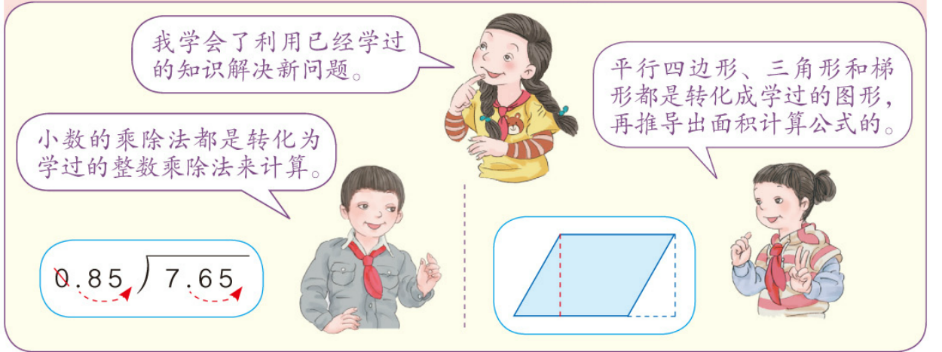 我学会了利用已经学过
的知识解决新问题。
平行四边形、三角形和梯
形都是转化成学过的图形，
再推导出面积计算公式的。
小数的乘除法都是转化为
学过的整数乘除法来计算。
0.85)7.65